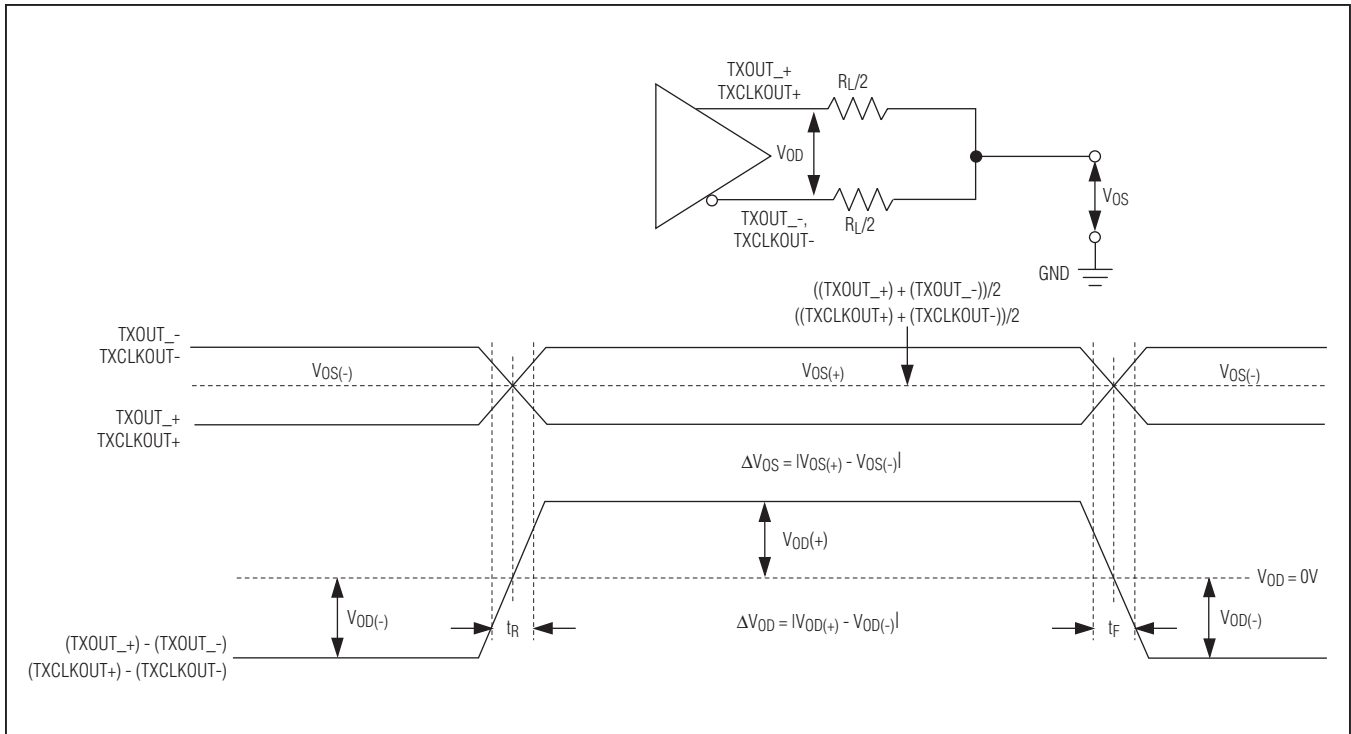 TXOUT_+
TXCLKOUT+
RL/2
VOD
TXOUT_-,
TXCLKOUT-
RL/2
VOS
GND
((TXOUT_+) + (TXOUT_-))/2
((TXCLKOUT+) + (TXCLKOUT-))/2
TXOUT_-
TXCLKOUT-
VOS(-)
VOS(+)
VOS(-)
TXOUT_+
TXCLKOUT+
ΔVOS = |VOS(+) - VOS(-)|
VOD(+)
VOD = 0V
VOD(-)
tR
ΔVOD = |VOD(+) - VOD(-)|
tF
VOD(-)
(TXOUT_+) - (TXOUT_-)
(TXCLKOUT+) - (TXCLKOUT-)